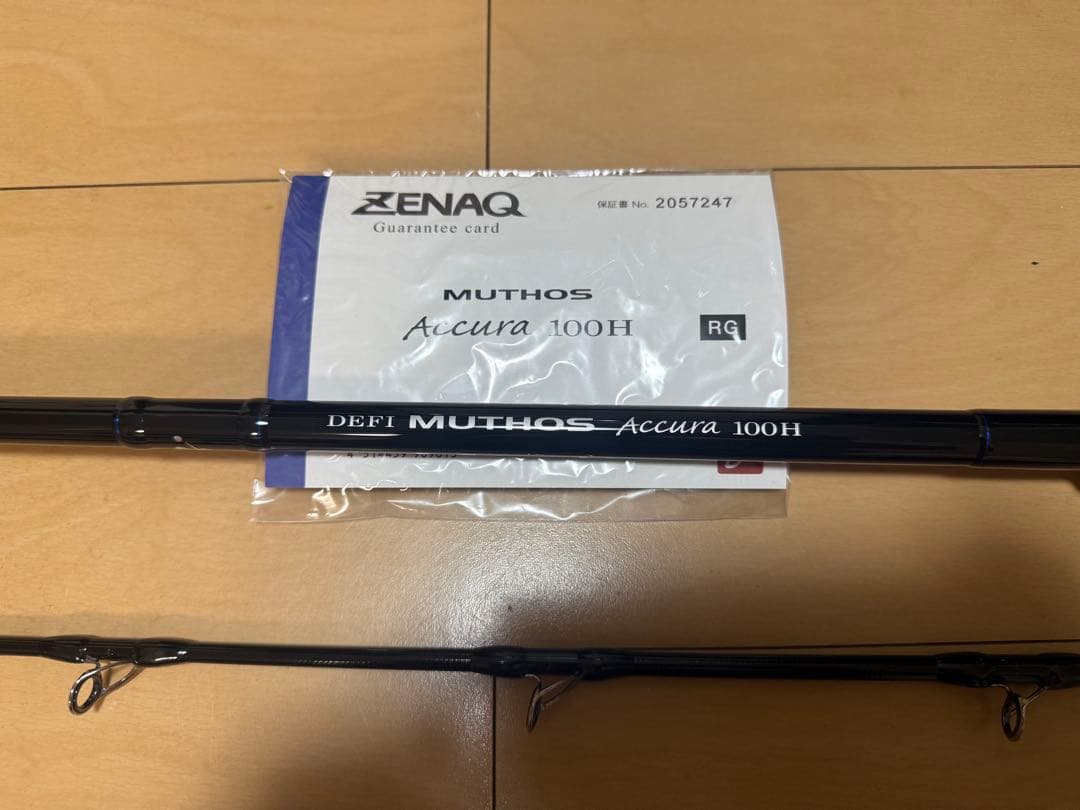 ZENAQ
Guarantee card
保証書 No. 2057247
MUTHOS
Accura 100H
RG
DEFI MUTHOS Accura 100H